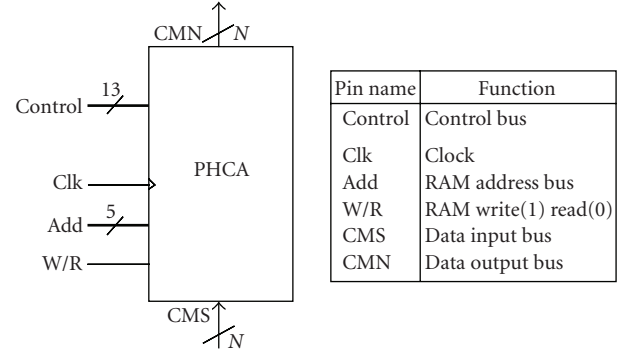 CMN N
13
Control
PHCA
Clk
5
Add
W/R
CMS
N
Pin name Function
Control Control bus
Clk Clock
Add RAM address bus
W/R RAM write(1) read(0)
CMS Data input bus
CMN Data output bus